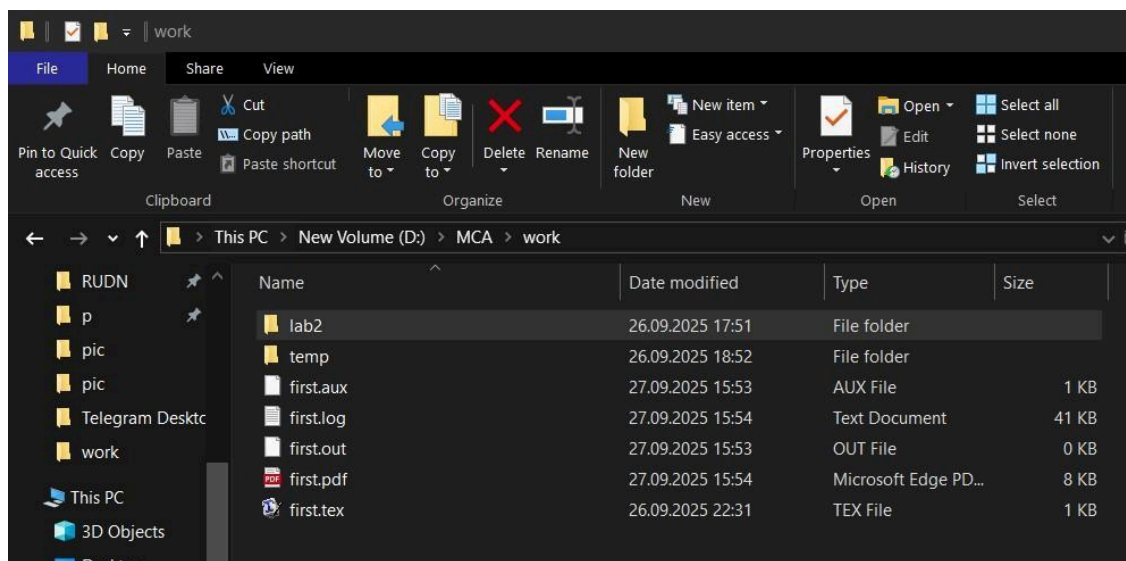 work
File Home Share View
Pin to Quick access
Copy
Paste
Cut
Copy path
Paste shortcut
Clipboard
Move to
Copy to
Delete
Rename
Organize
New folder
New item
Easy access
New
Properties
Open
Edit
History
Open
Select all
Select none
Invert selection
Select
This PC > New Volume (D:) > MCA > work
RUDN
p
pic
pic
Telegram Deskto
work
This PC
3D Objects
Name Date modified Type Size
lab2 26.09.2025 17:51 File folder
temp 26.09.2025 18:52 File folder
first.aux 27.09.2025 15:53 AUX File 1 KB
first.log 27.09.2025 15:54 Text Document 41 KB
first.out 27.09.2025 15:53 OUT File 0 KB
first.pdf 27.09.2025 15:54 Microsoft Edge PD... 8 KB
first.tex 26.09.2025 22:31 TEX File 1 KB